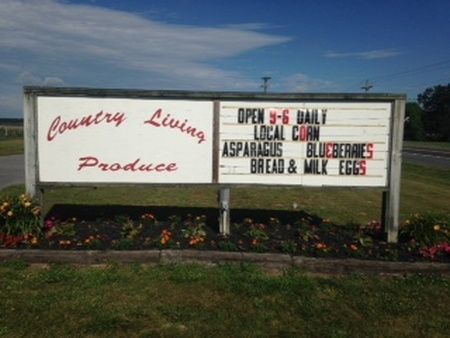 Country Living
Produce
OPEN 9-6 DAILY
LOCAL CORN
ASPARAGUS BLUEBERRIES
BREAD & MILK EGGS